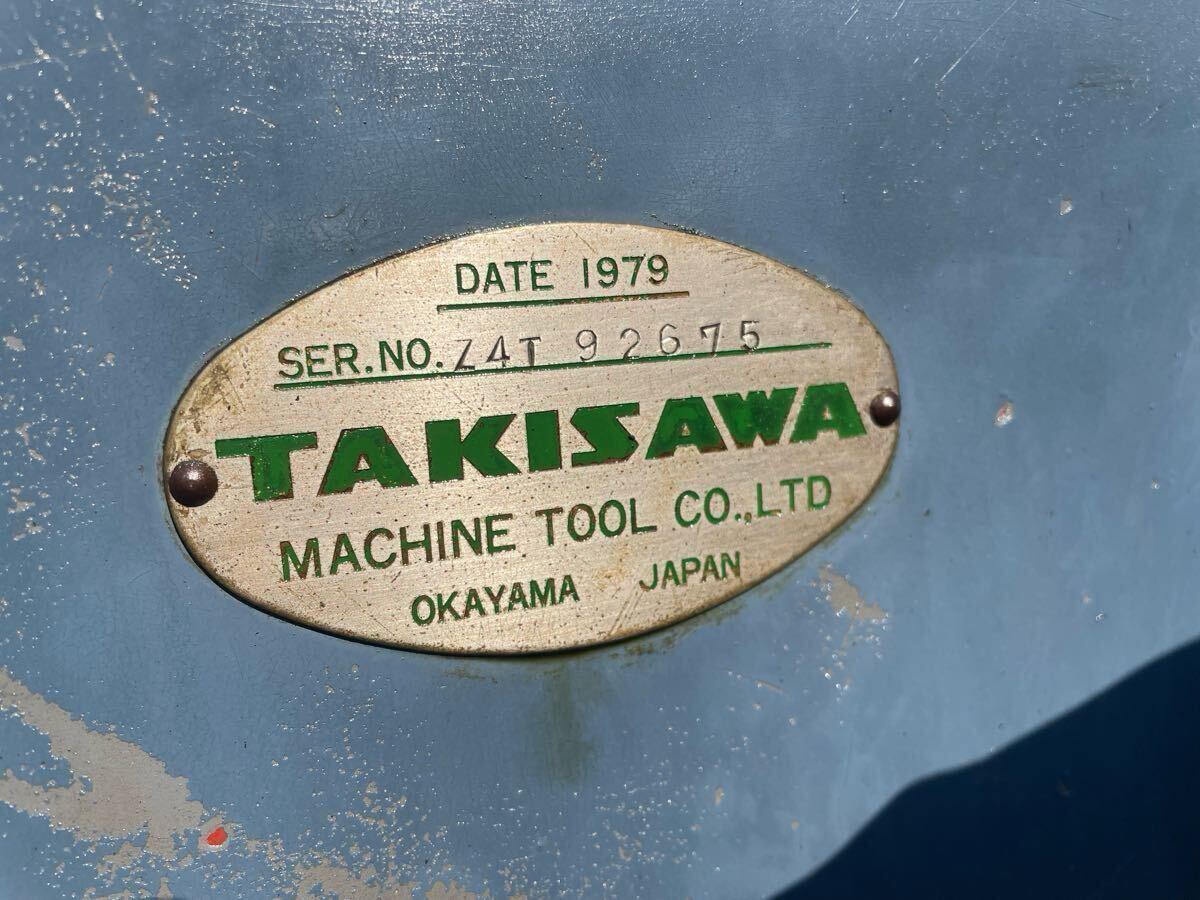 DATE 1979
SER.NO. Z4T 92675
TAKISAWA
MACHINE TOOL CO.,LTD
OKAYAMA JAPAN